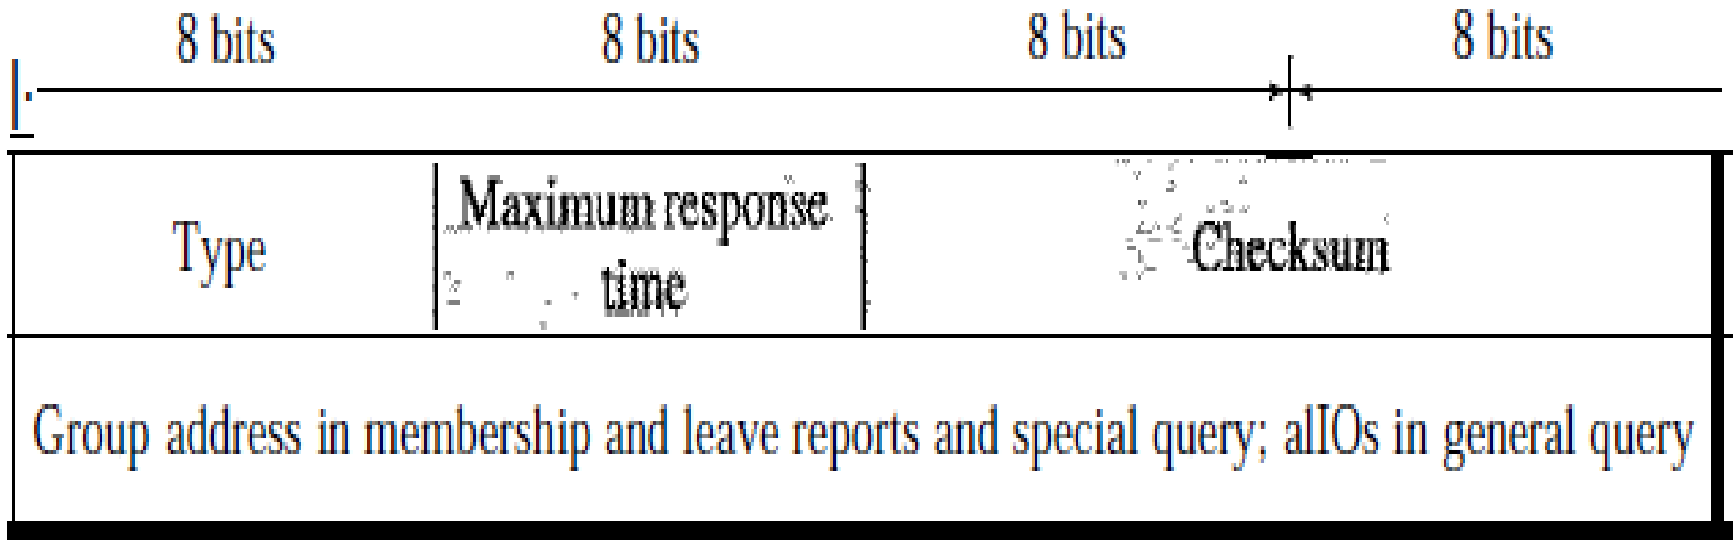 8 bits 8 bits 8 bits 8 bits
Type
Maximum response
time
Checksum
Group address in membership and leave reports and special query; allOs in general query